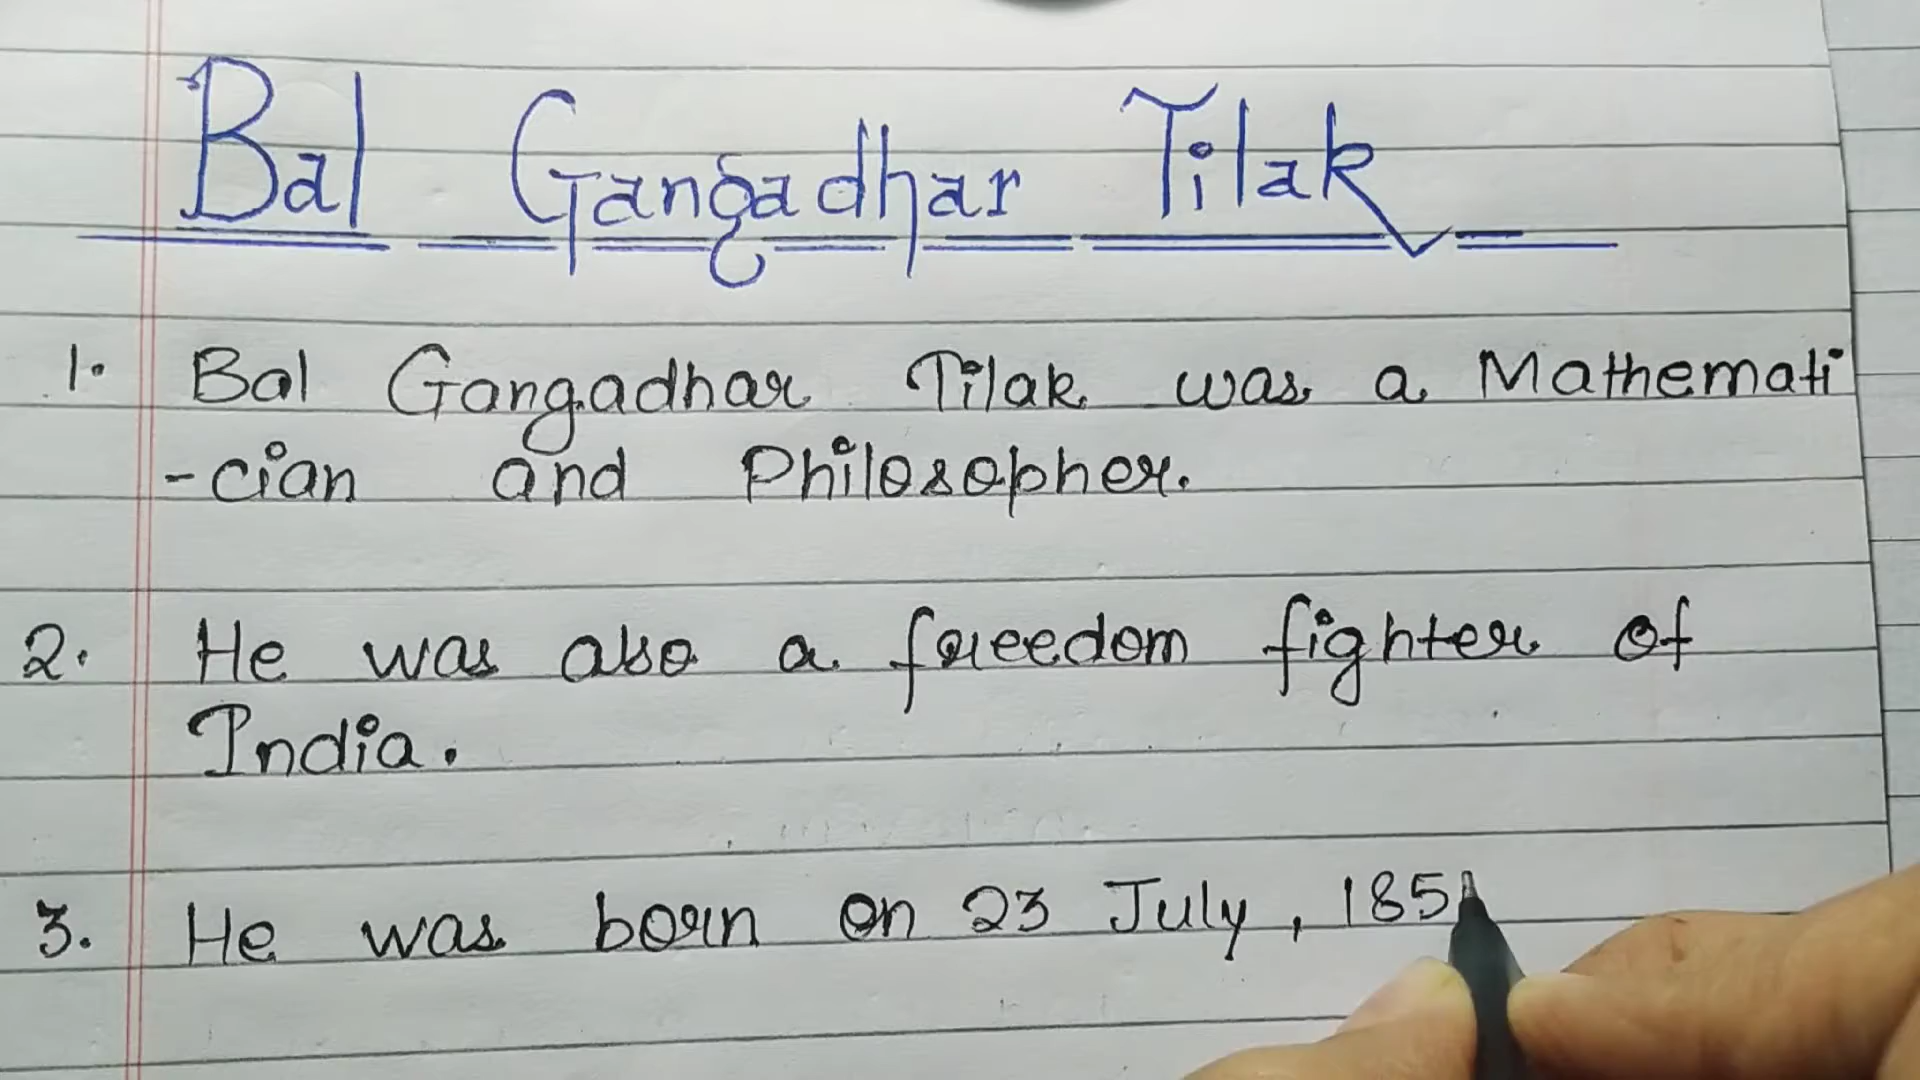 Bal Gangadhar Tilak
1. Bal Gangadhar Tilak was a Mathemati
-cian and Philosopher.
2. He was also a freedom fighter of
India.
3. He was born on 23 July, 185